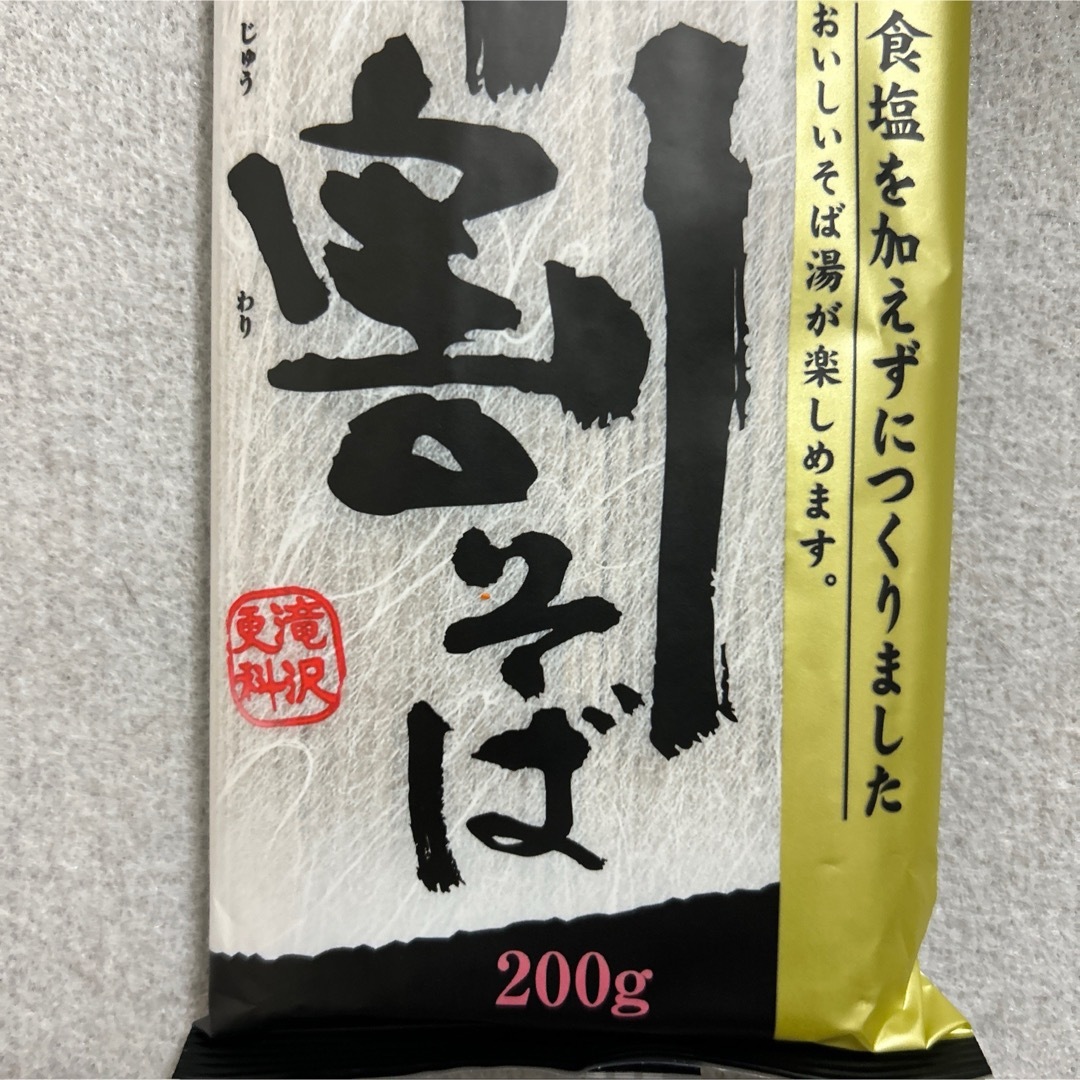 食塩を加えずにつくりました
おいしいそば湯が楽しめます。
割そば
じゅう
わり
滝沢
更科
200g